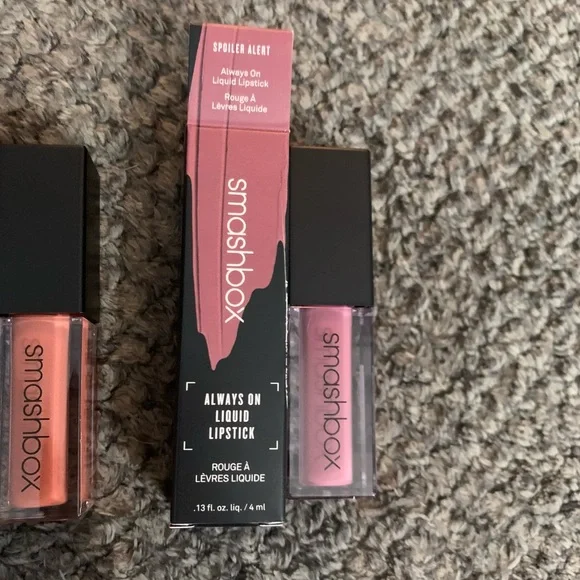 SPOILER ALERT
Always On
Liquid Lipstick
Rouge À
Lèvres Liquide
smashbox
ALWAYS ON
LIQUID
LIPSTICK
ROUGE À
LÈVRES LIQUIDE
.13 fl. oz. liq. / 4 ml
smashbox
smashbox